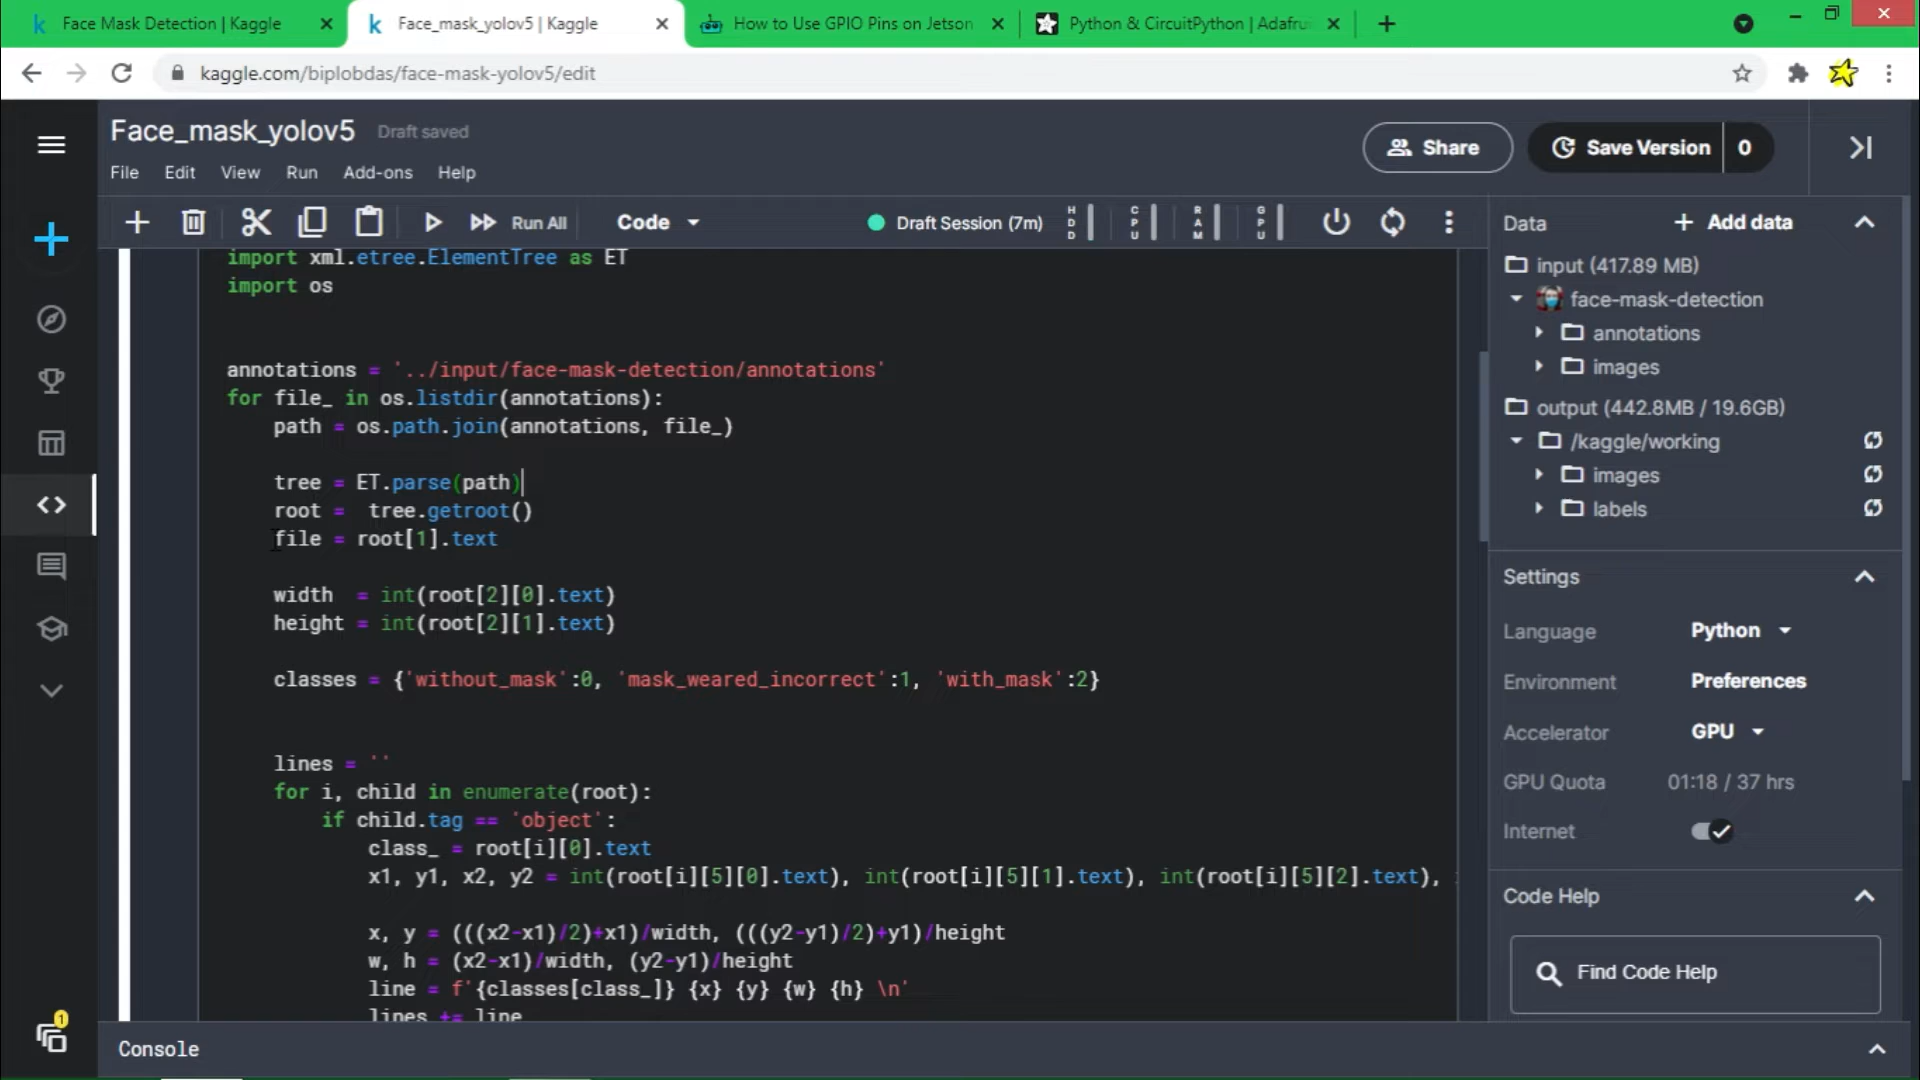 Face Mask Detection | Kaggle
Face_mask_yolov5 | Kaggle
How to Use GPIO Pins on Jetson
Python & CircuitPython | Adafru
kaggle.com/biplobdas/face-mask-yolov5/edit
Face_mask_yolov5 Draft saved
Share
Save Version 0
File Edit View Run Add-ons Help
Run All
Code
Draft Session (7m)
HDD
CPU
RAM
GPU
import xml.etree.ElementTree as ET
import os
annotations = '../input/face-mask-detection/annotations'
for file_ in os.listdir(annotations):
path = os.path.join(annotations, file_)
tree = ET.parse(path)
root =  tree.getroot()
file = root[1].text
width  = int(root[2][0].text)
height = int(root[2][1].text)
classes = {'without_mask':0, 'mask_weared_incorrect':1, 'with_mask':2}
lines = ''
for i, child in enumerate(root):
if child.tag == 'object':
class_ = root[i][0].text
x1, y1, x2, y2 = int(root[i][5][0].text), int(root[i][5][1].text), int(root[i][5][2].text),
x, y = (((x2-x1)/2)+x1)/width, (((y2-y1)/2)+y1)/height
w, h = (x2-x1)/width, (y2-y1)/height
line = f'{classes[class_]} {x} {y} {w} {h} \n'
lines += line
Data
+ Add data
input (417.89 MB)
face-mask-detection
annotations
images
output (442.8MB / 19.6GB)
/kaggle/working
images
labels
Settings
Language Python
Environment Preferences
Accelerator GPU
GPU Quota 01:18 / 37 hrs
Internet
Code Help
Find Code Help
1
Console